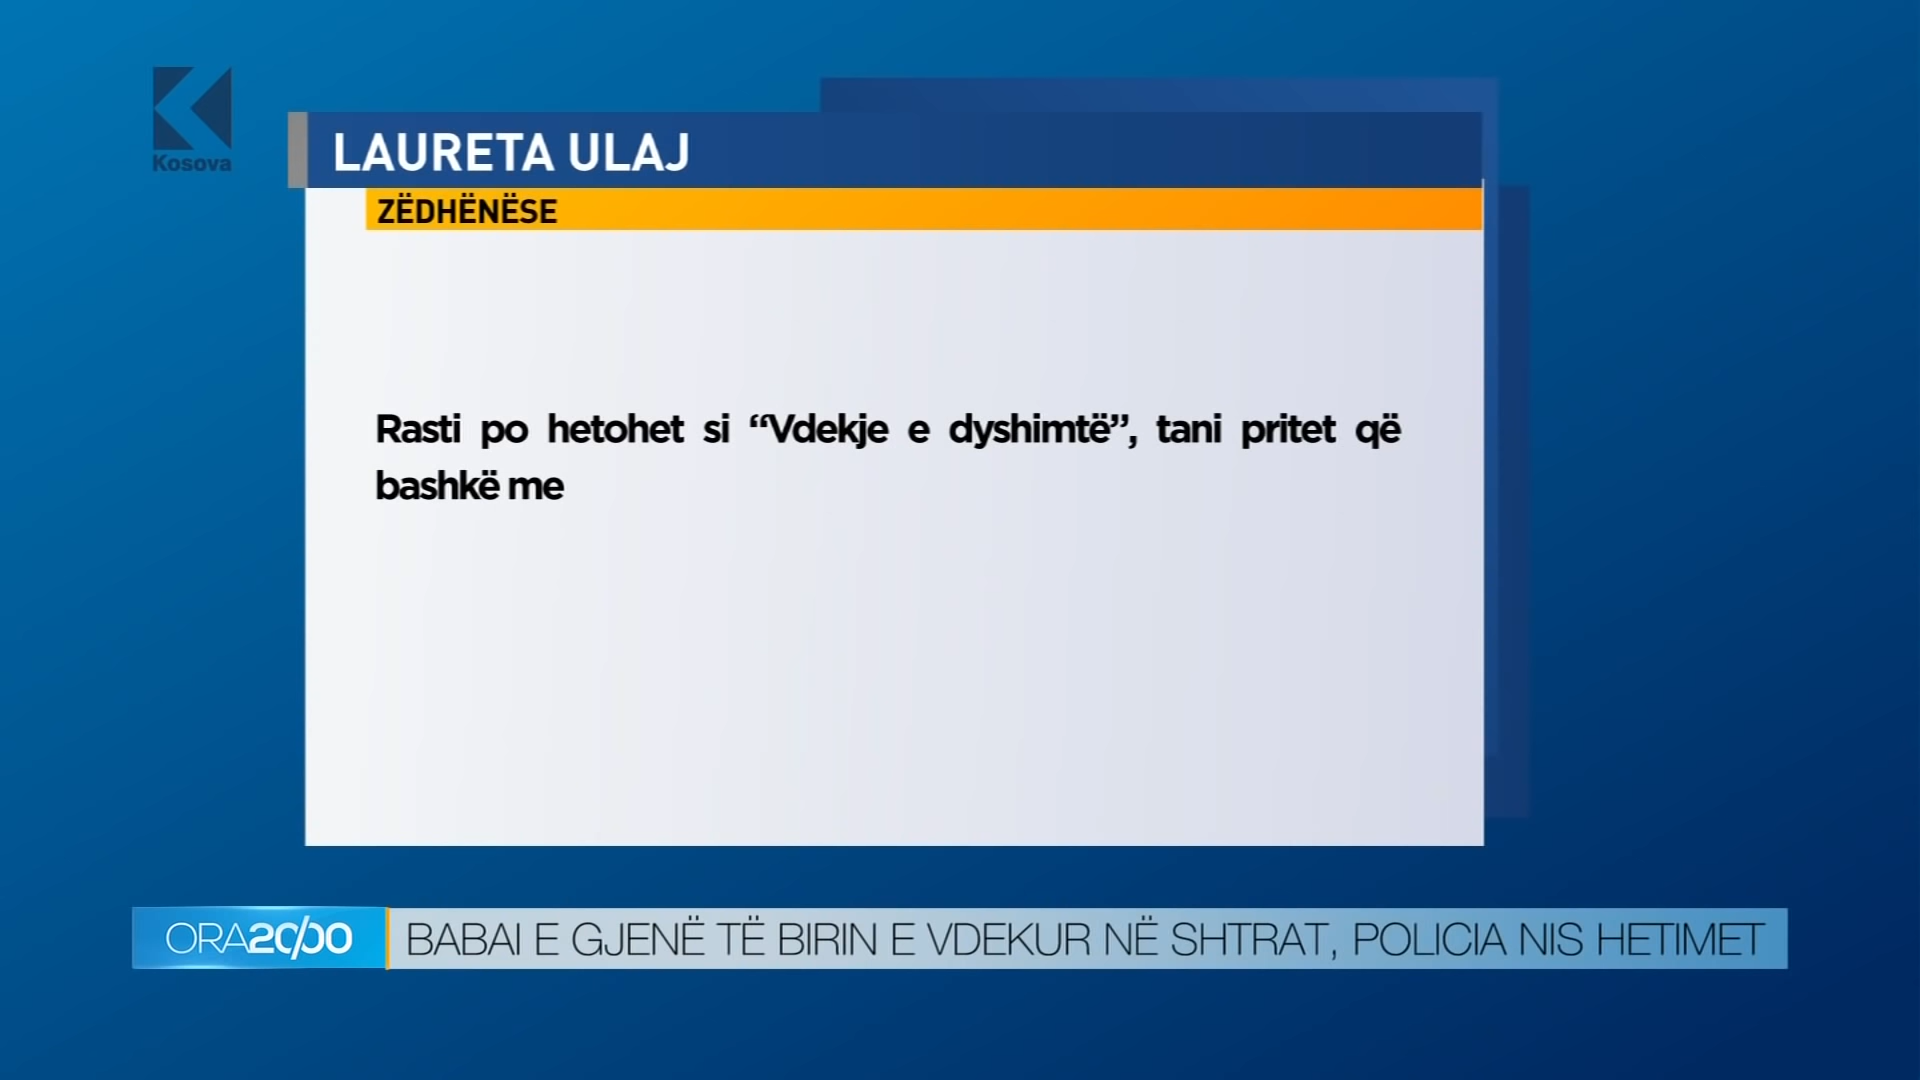 Kosova
LAURETA ULAJ
ZËDHËNËSE
Rasti po hetohet si “Vdekje e dyshimtë”, tani pritet që
bashkë me
ORA20/00
BABAI E GJENË TË BIRIN E VDEKUR NË SHTRAT, POLICIA NIS HETIMET